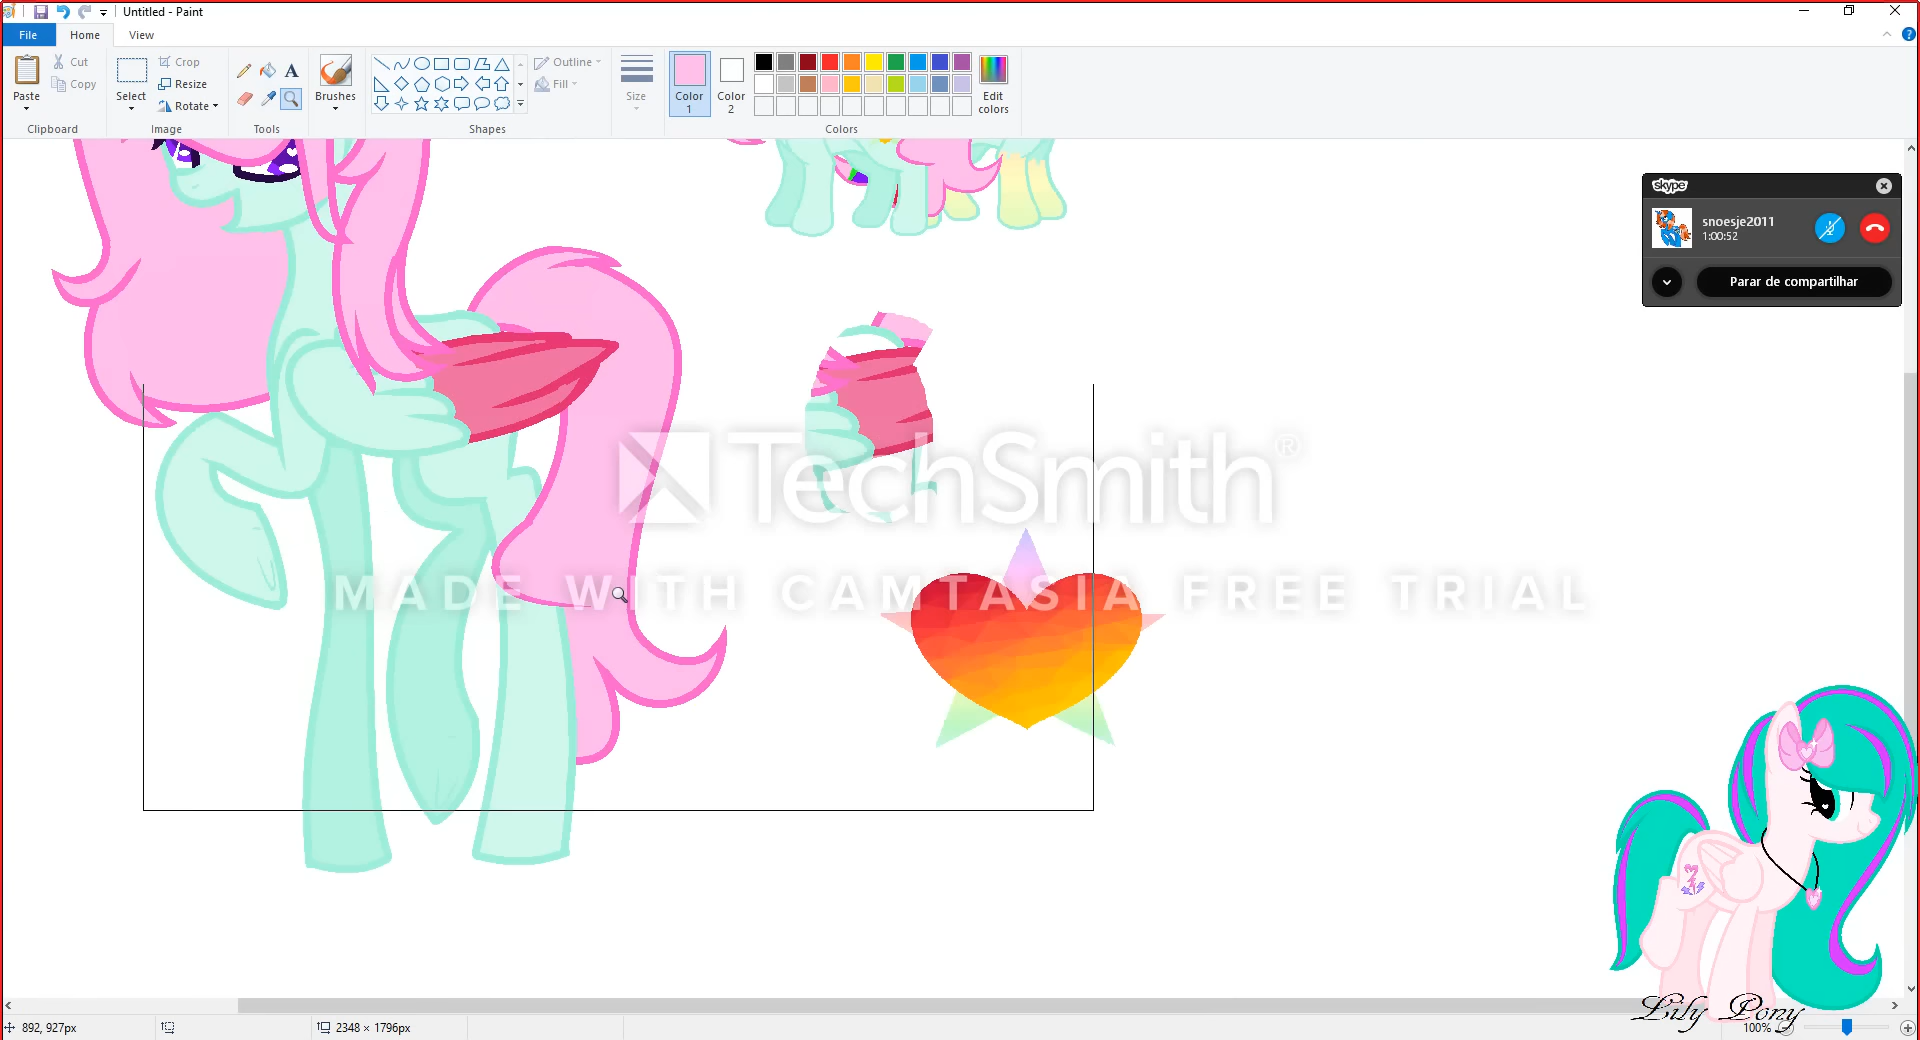 Untitled - Paint
File
Home
View
Paste
Cut
Copy
Clipboard
Select
Crop
Resize
Rotate
Image
A
Tools
Brushes
Shapes
Outline
Fill
Size
Color 1
Color 2
Edit colors
Colors
skype
snoesje2011
1:00:52
Parar de compartilhar
TechSmith®
MADE WITH CAMTASIA FREE TRIAL
Lily Pony
892, 927px
2348 × 1796px
100%